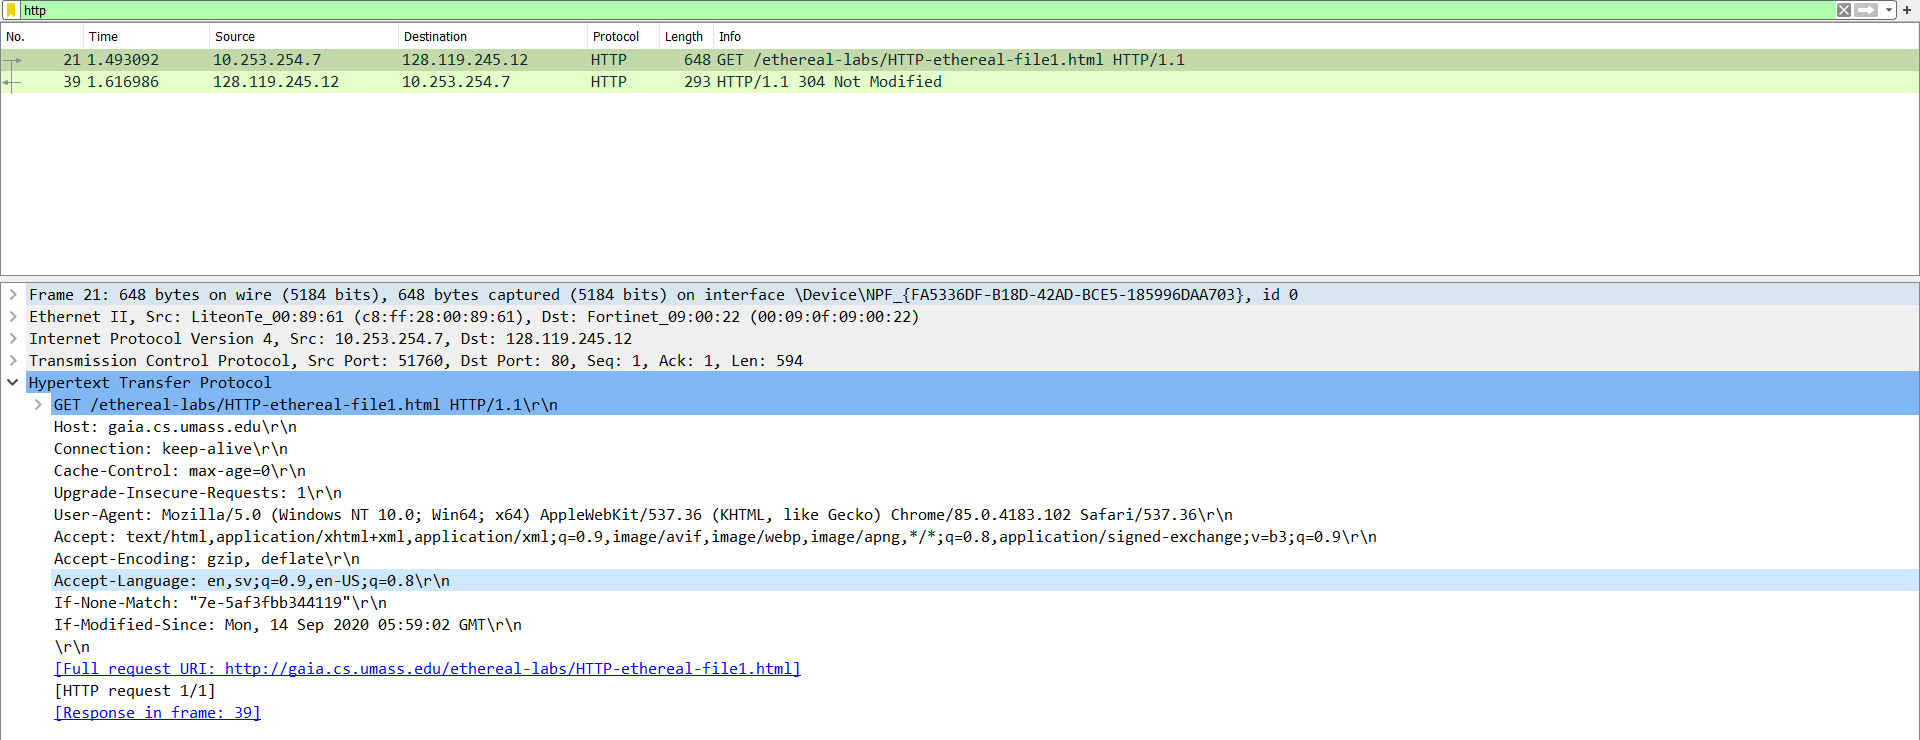 http
No. Time Source Destination Protocol Length Info
21 1.493092 10.253.254.7 128.119.245.12 HTTP 648 GET /ethereal-labs/HTTP-ethereal-file1.html HTTP/1.1
39 1.616986 128.119.245.12 10.253.254.7 HTTP 293 HTTP/1.1 304 Not Modified
Frame 21: 648 bytes on wire (5184 bits), 648 bytes captured (5184 bits) on interface \Device\NPF_{FA5336DF-B18D-42AD-BCE5-185996DAA703}, id 0
Ethernet II, Src: LiteonTe_00:89:61 (c8:ff:28:00:89:61), Dst: Fortinet_09:00:22 (00:09:0f:09:00:22)
Internet Protocol Version 4, Src: 10.253.254.7, Dst: 128.119.245.12
Transmission Control Protocol, Src Port: 51760, Dst Port: 80, Seq: 1, Ack: 1, Len: 594
Hypertext Transfer Protocol
GET /ethereal-labs/HTTP-ethereal-file1.html HTTP/1.1\r\n
Host: gaia.cs.umass.edu\r\n
Connection: keep-alive\r\n
Cache-Control: max-age=0\r\n
Upgrade-Insecure-Requests: 1\r\n
User-Agent: Mozilla/5.0 (Windows NT 10.0; Win64; x64) AppleWebKit/537.36 (KHTML, like Gecko) Chrome/85.0.4183.102 Safari/537.36\r\n
Accept: text/html,application/xhtml+xml,application/xml;q=0.9,image/avif,image/webp,image/apng,*/*;q=0.8,application/signed-exchange;v=b3;q=0.9\r\n
Accept-Encoding: gzip, deflate\r\n
Accept-Language: en,sv;q=0.9,en-US;q=0.8\r\n
If-None-Match: "7e-5af3fbb344119"\r\n
If-Modified-Since: Mon, 14 Sep 2020 05:59:02 GMT\r\n
\r\n
[Full request URI: http://gaia.cs.umass.edu/ethereal-labs/HTTP-ethereal-file1.html]
[HTTP request 1/1]
[Response in frame: 39]